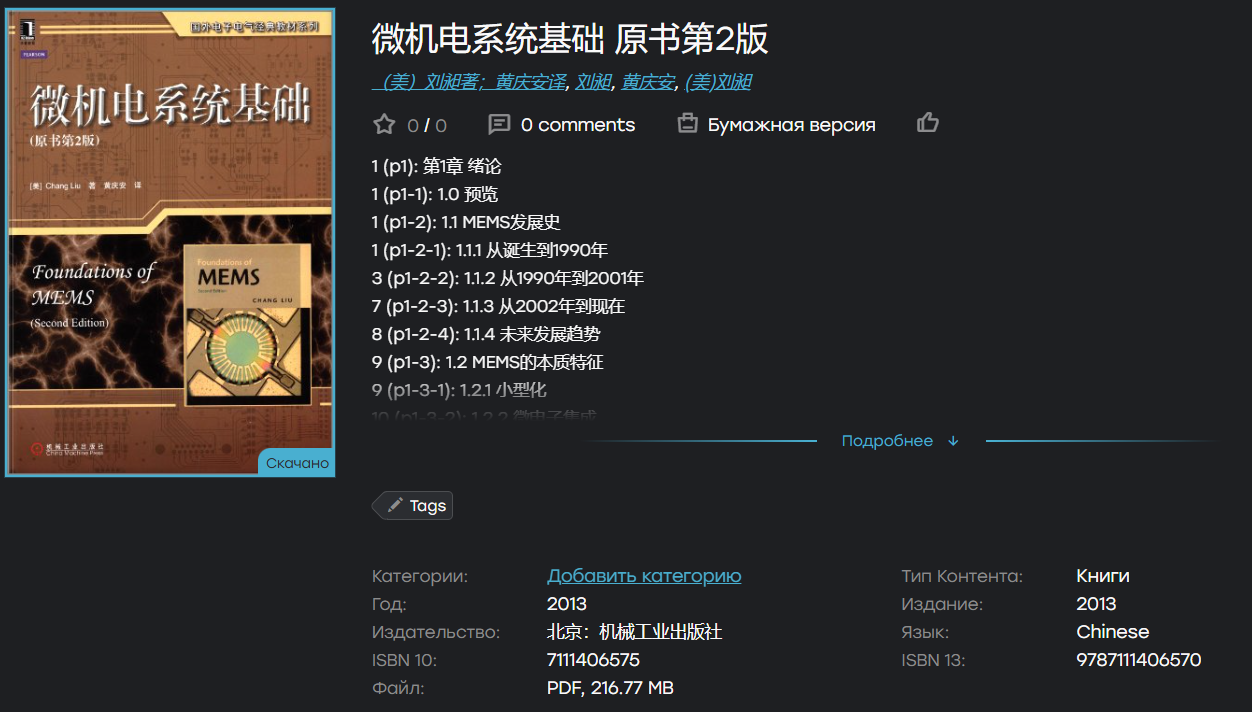 国外电子电气经典教材系列
PEARSON
微机电系统基础
(原书第2版)
[美] Chang Liu 著 黄庆安 译
Foundations of
MEMS
(Second Edition)
Foundations of
MEMS
Second Edition
CHANG LIU
机械工业出版社
China Machine Press
Скачано
微机电系统基础 原书第2版
（美）刘昶著；黄庆安译, 刘昶, 黄庆安, (美)刘昶
0 / 0
0 comments
Бумажная версия
1 (p1): 第1章 绪论
1 (p1-1): 1.0 预览
1 (p1-2): 1.1 MEMS发展史
1 (p1-2-1): 1.1.1 从诞生到1990年
3 (p1-2-2): 1.1.2 从1990年到2001年
7 (p1-2-3): 1.1.3 从2002年到现在
8 (p1-2-4): 1.1.4 未来发展趋势
9 (p1-3): 1.2 MEMS的本质特征
9 (p1-3-1): 1.2.1 小型化
10 (p1-3-2): 1.2.2 微电子集成
Подробнее ↓
Tags
Категории: Добавить категорию
Тип Контента: Книги
Год: 2013
Издание: 2013
Издательство: 北京：机械工业出版社
Язык: Chinese
ISBN 10: 7111406575
ISBN 13: 9787111406570
Файл: PDF, 216.77 MB